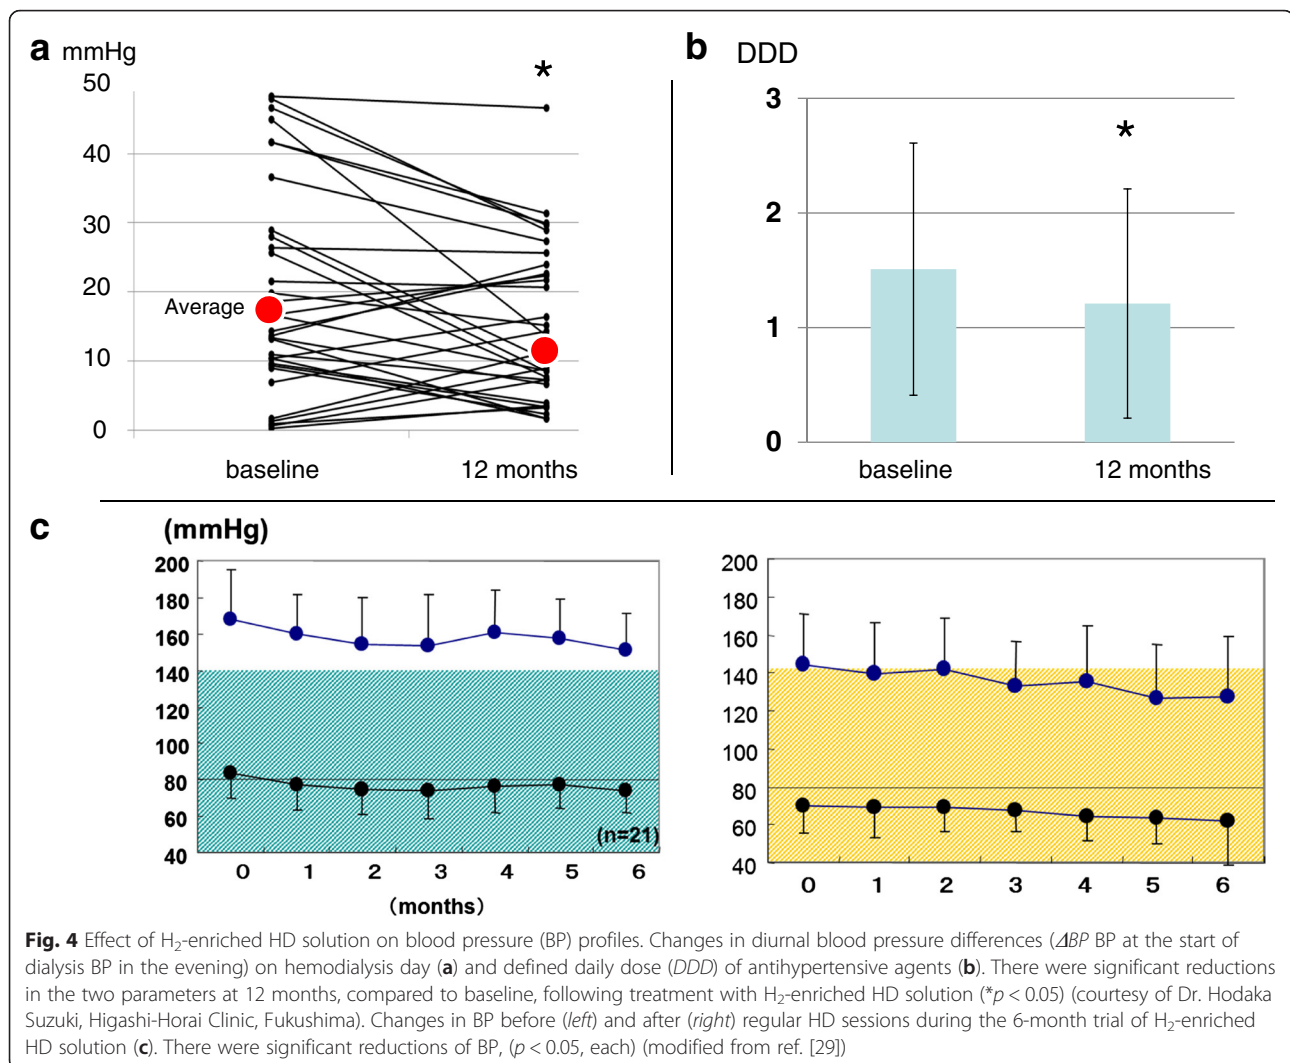 a mmHg
*
50
40
30
20
10
0
Average
baseline 12 months
b DDD
*
3
2
1
0
baseline 12 months
c (mmHg)
200
180
160
140
120
100
80
60
40
(n=21)
0 1 2 3 4 5 6
(months)
200
180
160
140
120
100
80
60
40
0 1 2 3 4 5 6
Fig. 4 Effect of H2-enriched HD solution on blood pressure (BP) profiles. Changes in diurnal blood pressure differences (ΔBP BP at the start of
dialysis BP in the evening) on hemodialysis day (a) and defined daily dose (DDD) of antihypertensive agents (b). There were significant reductions
in the two parameters at 12 months, compared to baseline, following treatment with H2-enriched HD solution (*p < 0.05) (courtesy of Dr. Hodaka
Suzuki, Higashi-Horai Clinic, Fukushima). Changes in BP before (left) and after (right) regular HD sessions during the 6-month trial of H2-enriched
HD solution (c). There were significant reductions of BP, (p < 0.05, each) (modified from ref. [29])